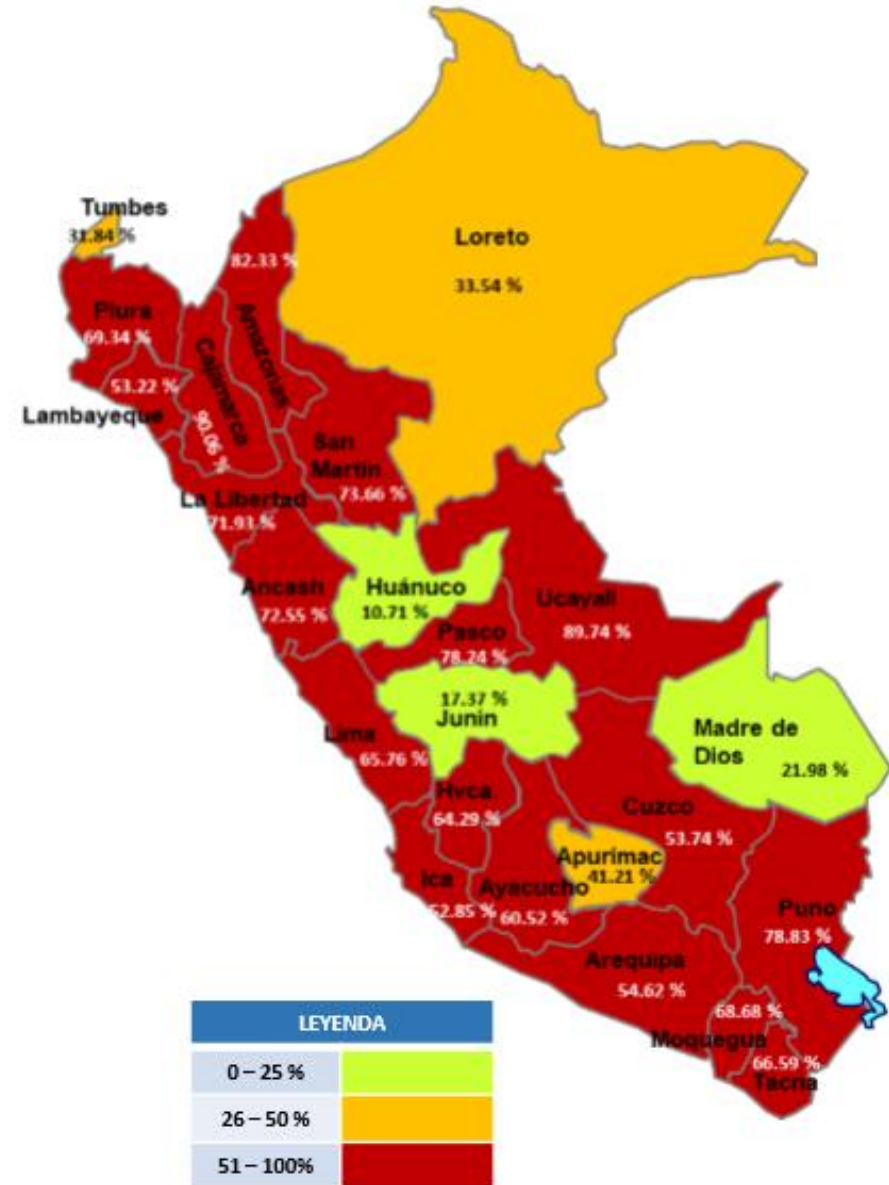 Tumbes
31.84 %
Loreto
33.54 %
82.33 %
Amazonas
Piura
69.34 %
Cajamarca
90.06 %
53.22 %
Lambayeque
San
Martín
73.66 %
La Libertad
71.93 %
Ancash
72.55 %
Huánuco
10.71 %
Ucayali
89.74 %
Pasco
78.24 %
17.37 %
Junin
Madre de
Dios
21.98 %
Lima
65.76 %
Hvca.
64.29 %
Cuzco
53.74 %
Apurímac
41.21 %
Ica
52.85 %
Ayacucho
60.52 %
Puno
78.83 %
Arequipa
54.62 %
68.68 %
Moquegua
66.59 %
Tacna
LEYENDA
0 – 25 %
26 – 50 %
51 – 100%